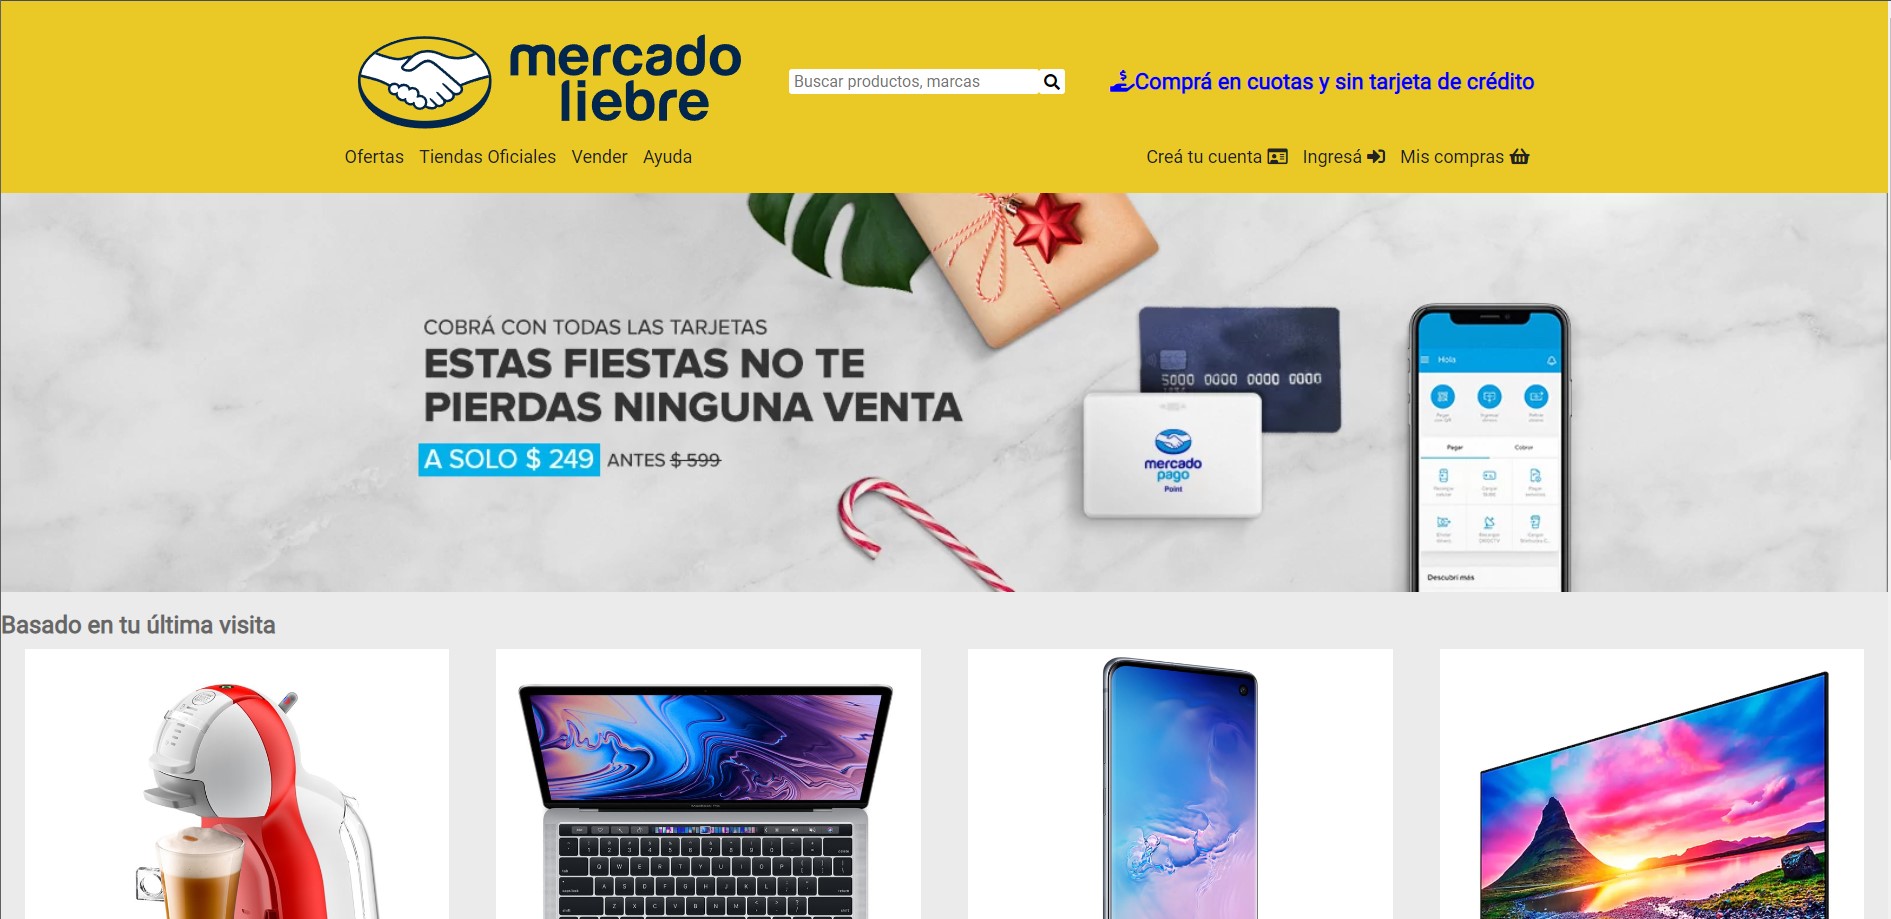 mercado
liebre
Buscar productos, marcas
Comprá en cuotas y sin tarjeta de crédito
Ofertas Tiendas Oficiales Vender Ayuda
Creá tu cuenta Ingresá Mis compras
COBRÁ CON TODAS LAS TARJETAS
ESTAS FIESTAS NO TE
PIERDAS NINGUNA VENTA
A SOLO $ 249 ANTES $ 599
5000 0000 0000 0000
mercado
pago
Point
Hola
Pagar Cobrar
Descubrí más
Basado en tu última visita